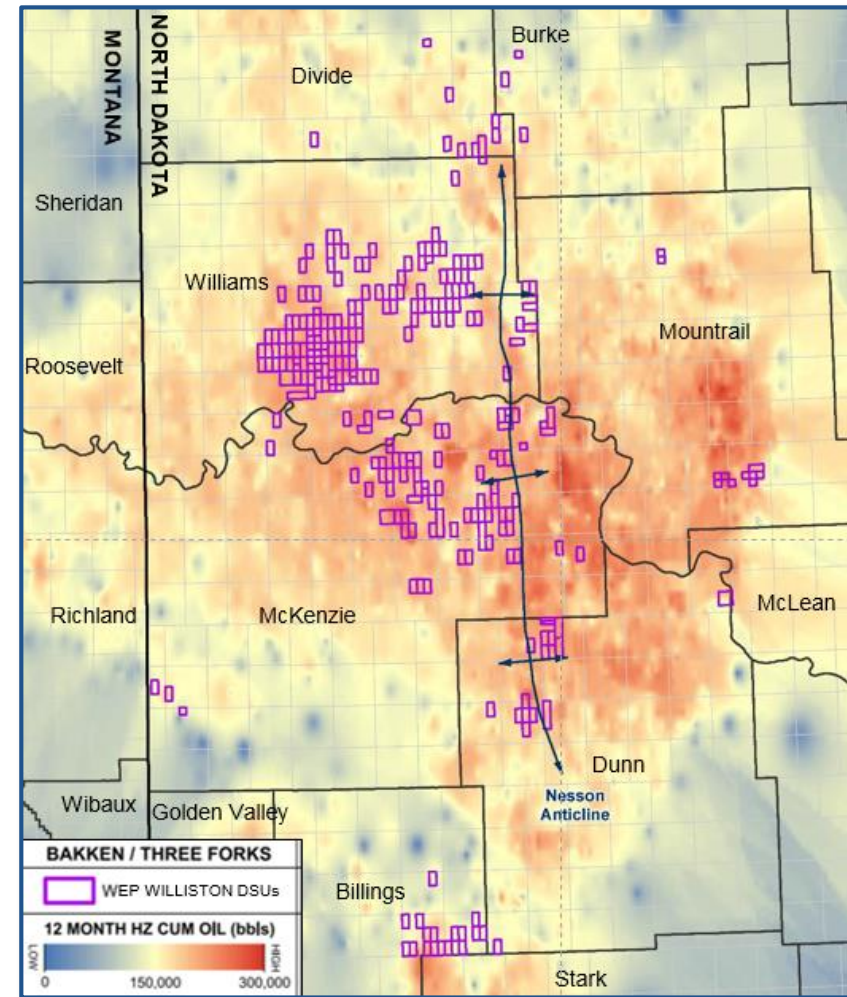 Burke
MONTANA
NORTH DAKOTA
Divide
Sheridan
Williams
Mountrail
Roosevelt
Richland
McKenzie
McLean
Dunn
Wibaux
Golden Valley
Nesson
Anticline
BAKKEN / THREE FORKS
WEP WILLISTON DSUs
Billings
12 MONTH HZ CUM OIL (bbls)
LOW
HIGH
0 150,000 300,000
Stark